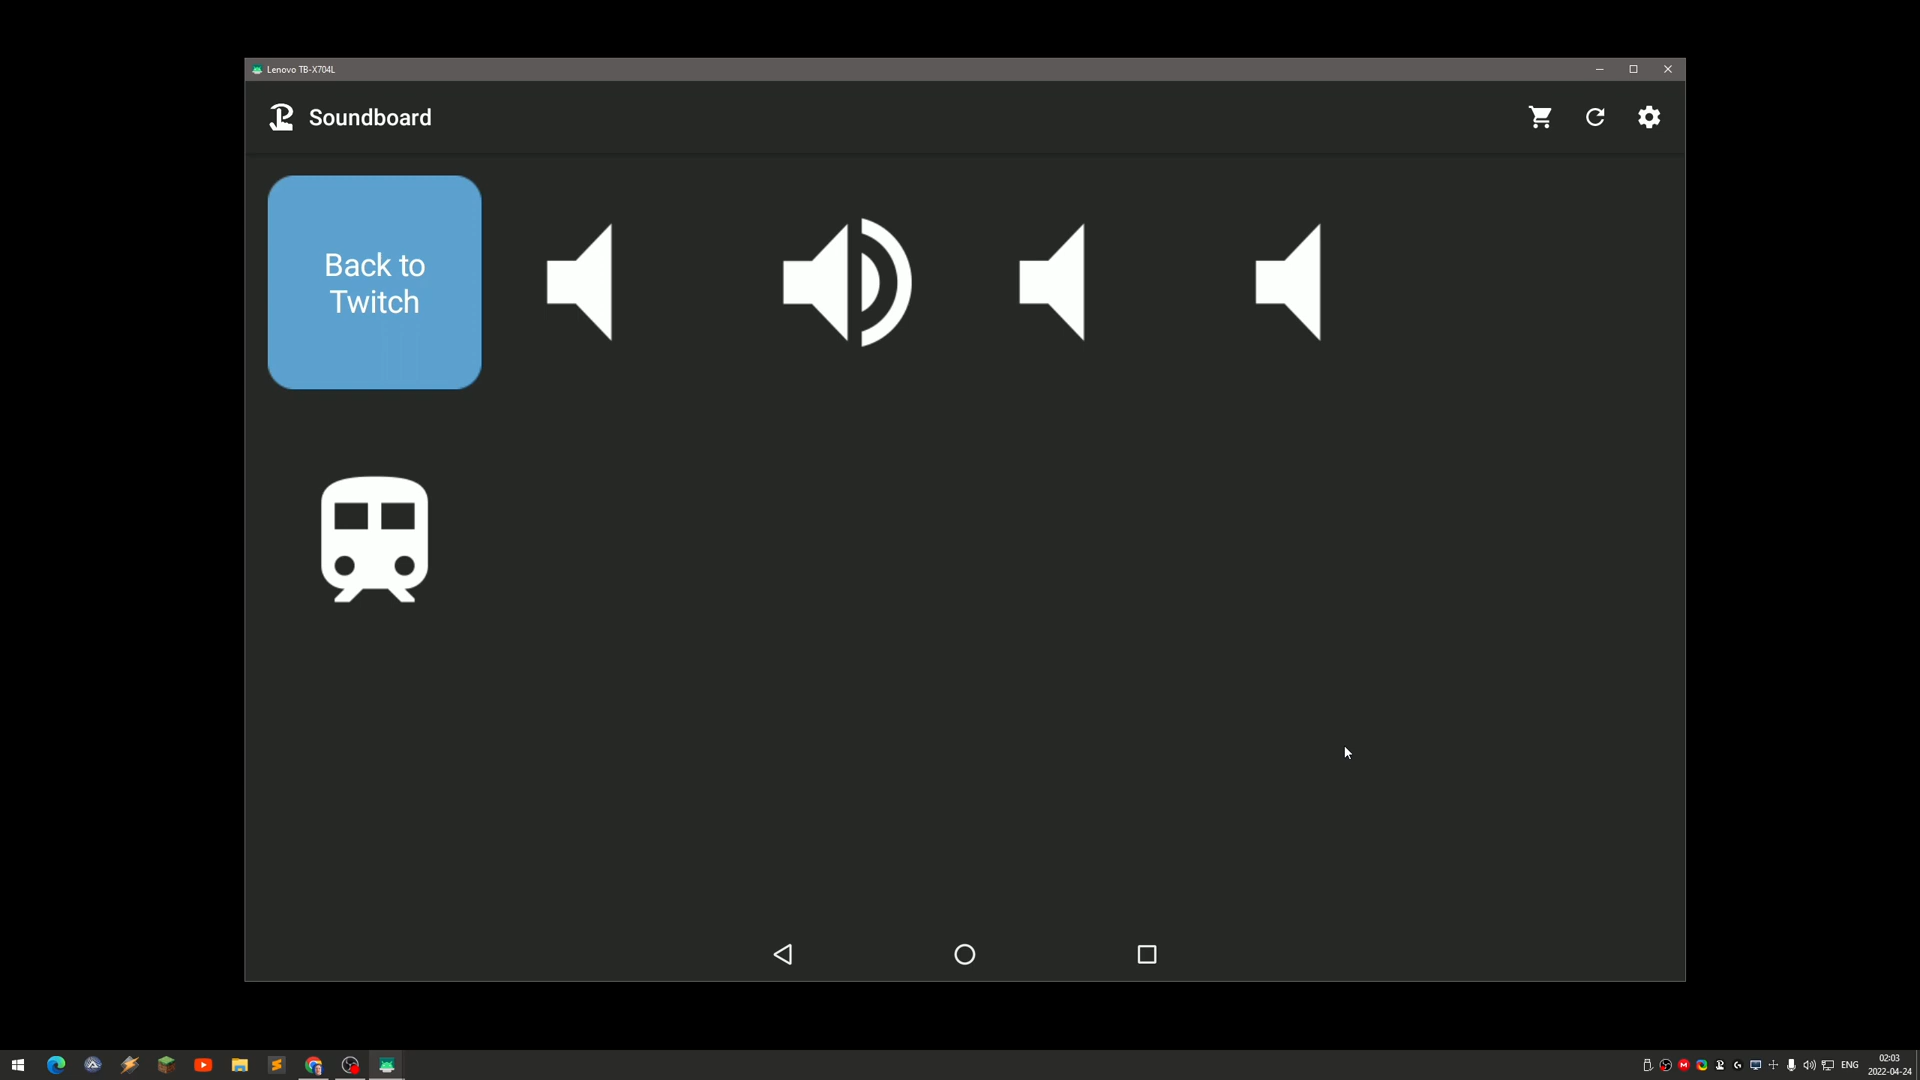 Lenovo TB-X704L
Soundboard
Back to
Twitch
ENG
02:03
2022-04-24